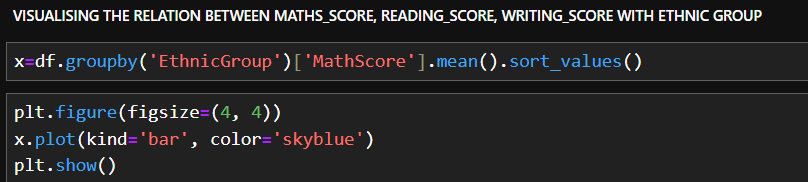 VISUALISING THE RELATION BETWEEN MATHS_SCORE, READING_SCORE, WRITING_SCORE WITH ETHNIC GROUP
x=df.groupby('EthnicGroup')['MathScore'].mean().sort_values()
plt.figure(figsize=(4, 4))
x.plot(kind='bar', color='skyblue')
plt.show()